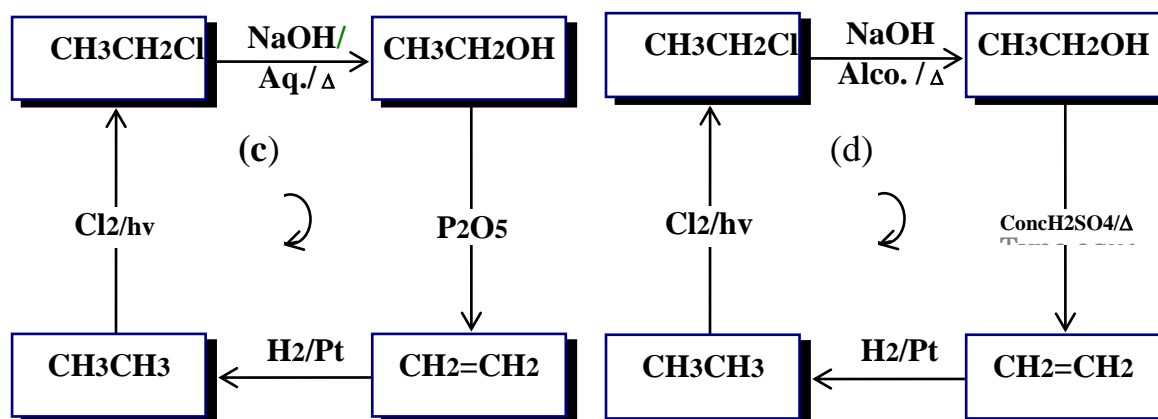 CH3CH2Cl
NaOH/
Aq./ Δ
CH3CH2OH
(c)
Cl2/hv
P2O5
CH3CH3
H2/Pt
CH2=CH2
CH3CH2Cl
NaOH
Alco. / Δ
CH3CH2OH
(d)
Cl2/hv
ConcH2SO4/Δ
CH3CH3
H2/Pt
CH2=CH2